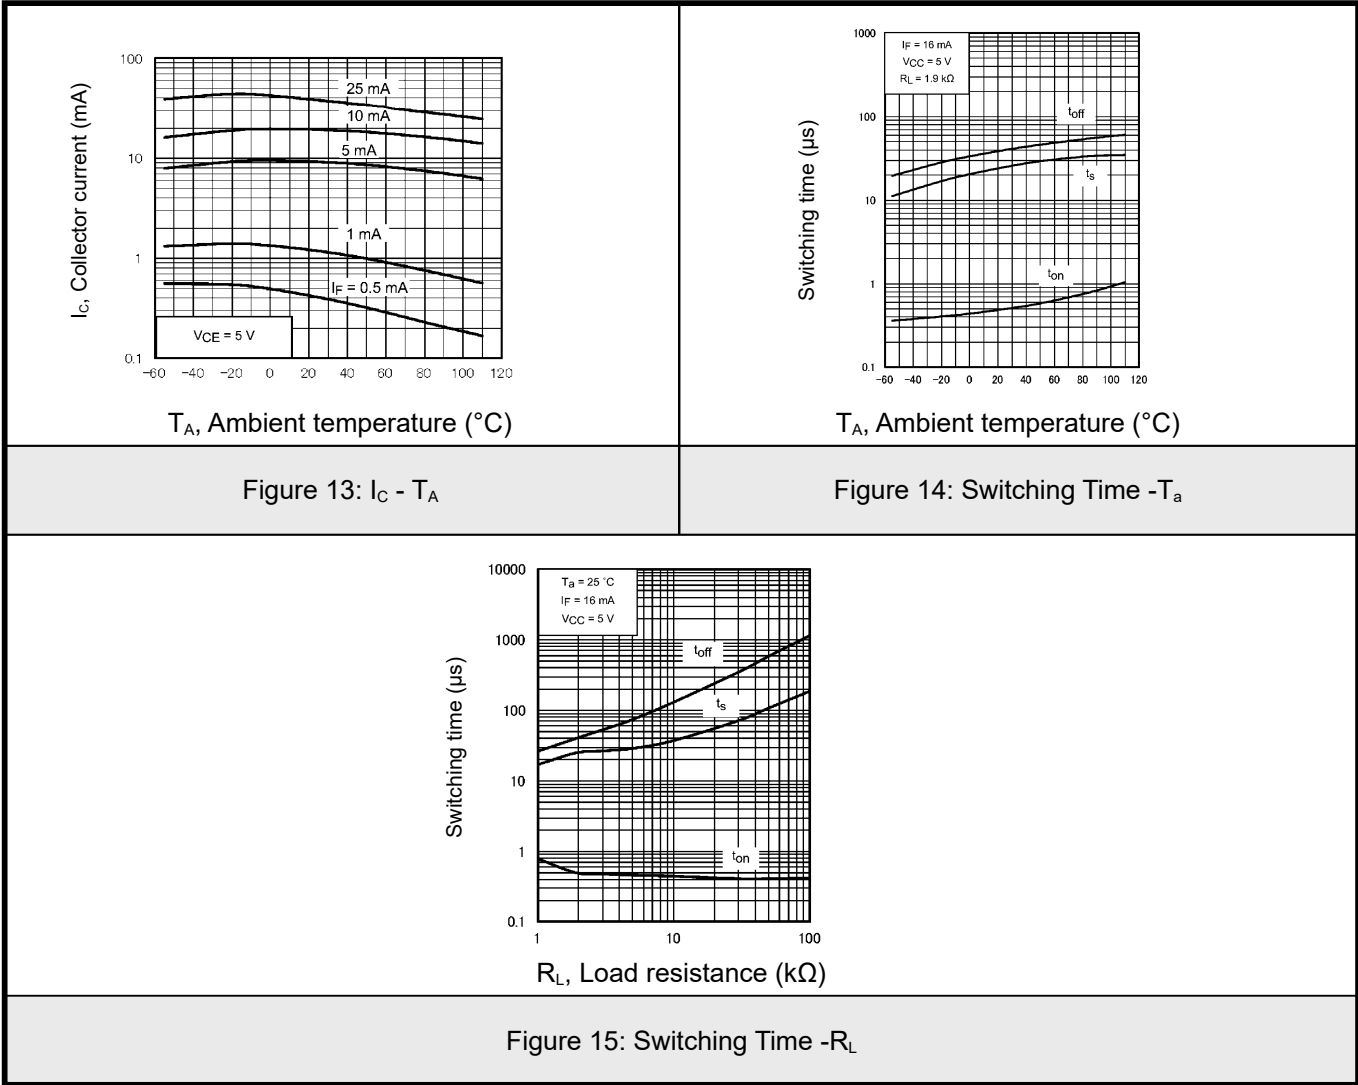 100
10
1
0.1
IC, Collector current (mA)
25 mA
10 mA
5 mA
1 mA
IF = 0.5 mA
VCE = 5 V
−60 −40 −20 0 20 40 60 80 100 120
TA, Ambient temperature (°C)
Figure 13: IC - TA
1000
100
10
1
0.1
Switching time (µs)
IF = 16 mA
VCC = 5 V
RL = 1.9 kΩ
toff
ts
ton
−60 −40 −20 0 20 40 60 80 100 120
TA, Ambient temperature (°C)
Figure 14: Switching Time -Ta
10000
1000
100
10
1
0.1
Switching time (µs)
Ta = 25 °C
IF = 16 mA
VCC = 5 V
toff
ts
ton
1 10 100
RL, Load resistance (kΩ)
Figure 15: Switching Time -RL